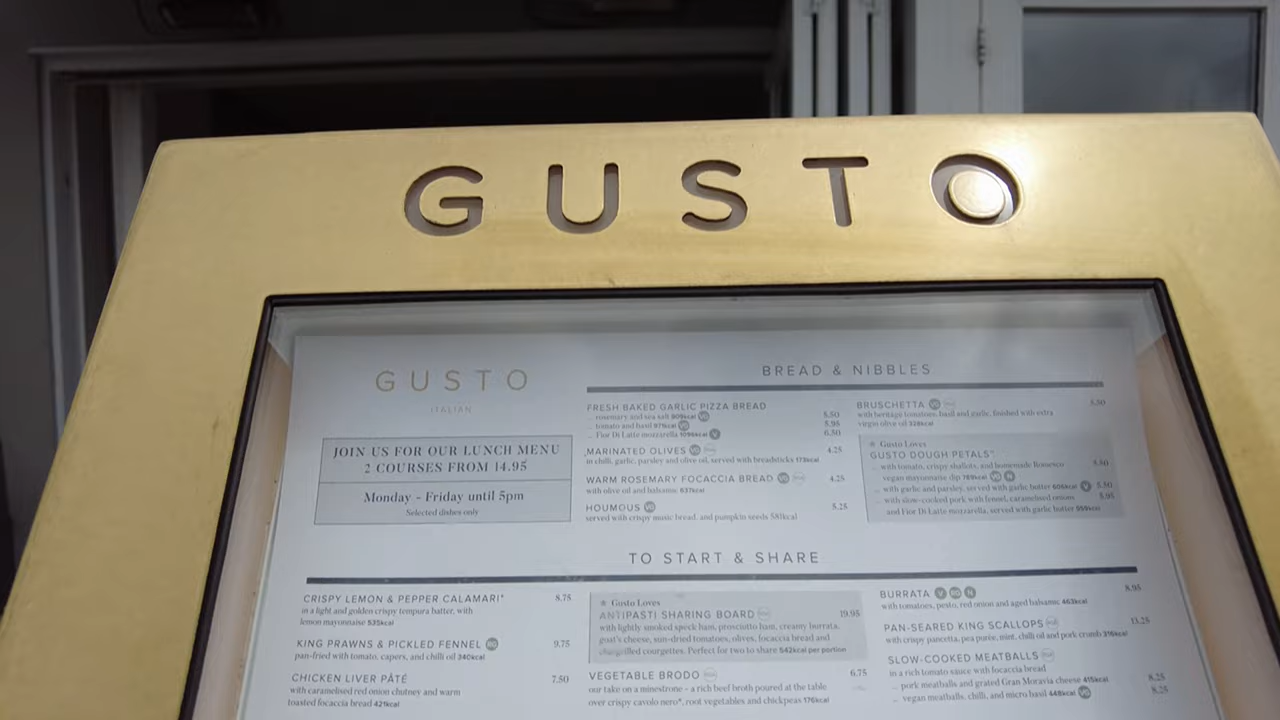 GUSTO
GUSTO
ITALIAN
JOIN US FOR OUR LUNCH MENU
2 COURSES FROM 14.95
Monday - Friday until 5pm
Selected dishes only
BREAD & NIBBLES
FRESH BAKED GARLIC PIZZA BREAD
... rosemary and sea salt 909kcal VG 5.50
... tomato and basil 971kcal VG 5.95
... Fior Di Latte mozzarella 1096kcal V 6.50
MARINATED OLIVES VG 4.25
in chilli, garlic, parsley and olive oil, served with breadsticks 172kcal
WARM ROSEMARY FOCACCIA BREAD VG 4.25
with olive oil and balsamic 637kcal
HOUMOUS VG 5.25
served with crispy music bread, and pumpkin seeds 581kcal
BRUSCHETTA VG 5.50
with heritage tomatoes, basil and garlic, finished with extra
virgin olive oil 328kcal
Gusto Loves
GUSTO DOUGH PETALS*
... with tomato, crispy shallots, and homemade Romesco 5.50
vegan mayonnaise dip 769kcal VG N
... with garlic and parsley, served with garlic butter 606kcal V 5.50
... with slow-cooked pork with fennel, caramelised onions 5.95
and Fior Di Latte mozzarella, served with garlic butter 559kcal
TO START & SHARE
CRISPY LEMON & PEPPER CALAMARI* 8.75
in a light and golden crispy tempura batter, with
lemon mayonnaise 535kcal
KING PRAWNS & PICKLED FENNEL 9.75
pan-fried with tomato, capers, and chilli oil 340kcal
CHICKEN LIVER PÂTÉ 7.50
with caramelised red onion chutney and warm
toasted focaccia bread 421kcal
Gusto Loves
ANTIPASTI SHARING BOARD 19.95
with lightly smoked speck ham, prosciutto ham, creamy burrata,
goat's cheese, sun-dried tomatoes, olives, focaccia bread and
chargrilled courgettes. Perfect for two to share 542kcal per portion
VEGETABLE BRODO 6.75
our take on a minestrone - a rich beef broth poured at the table
over crispy cavolo nero*, root vegetables and chickpeas 176kcal
BURRATA V N 8.95
with tomatoes, pesto, red onion and aged balsamic 463kcal
PAN-SEARED KING SCALLOPS 13.25
with crispy pancetta, pea purée, mint, chilli oil and pork crumb 316kcal
SLOW-COOKED MEATBALLS
in a rich tomato sauce with focaccia bread
... pork meatballs and grated Gran Moravia cheese 415kcal 8.25
... vegan meatballs, chilli, and micro basil 448kcal VG 8.25